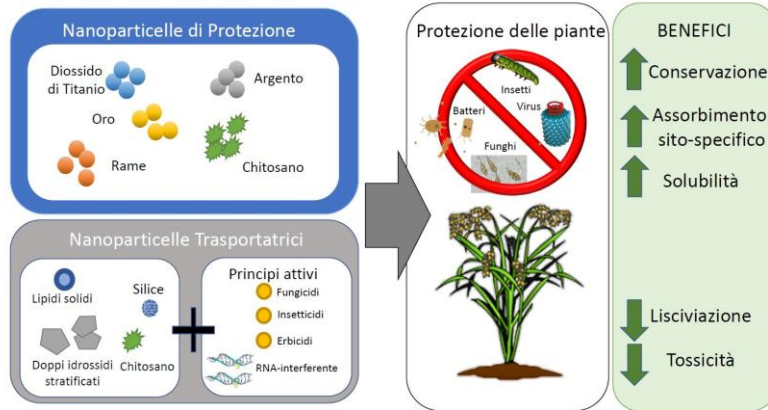 Nanoparticelle di Protezione
Diossido
di Titanio
Argento
Oro
Rame
Chitosano
Nanoparticelle Trasportatrici
Lipidi solidi
Silice
Doppi idrossidi
stratificati
Chitosano
Principi attivi
Fungicidi
Insetticidi
Erbicidi
RNA-interferente
Protezione delle piante
Insetti
Virus
Batteri
Funghi
BENEFICI
Conservazione
Assorbimento
sito-specifico
Solubilità
Lisciviazione
Tossicità